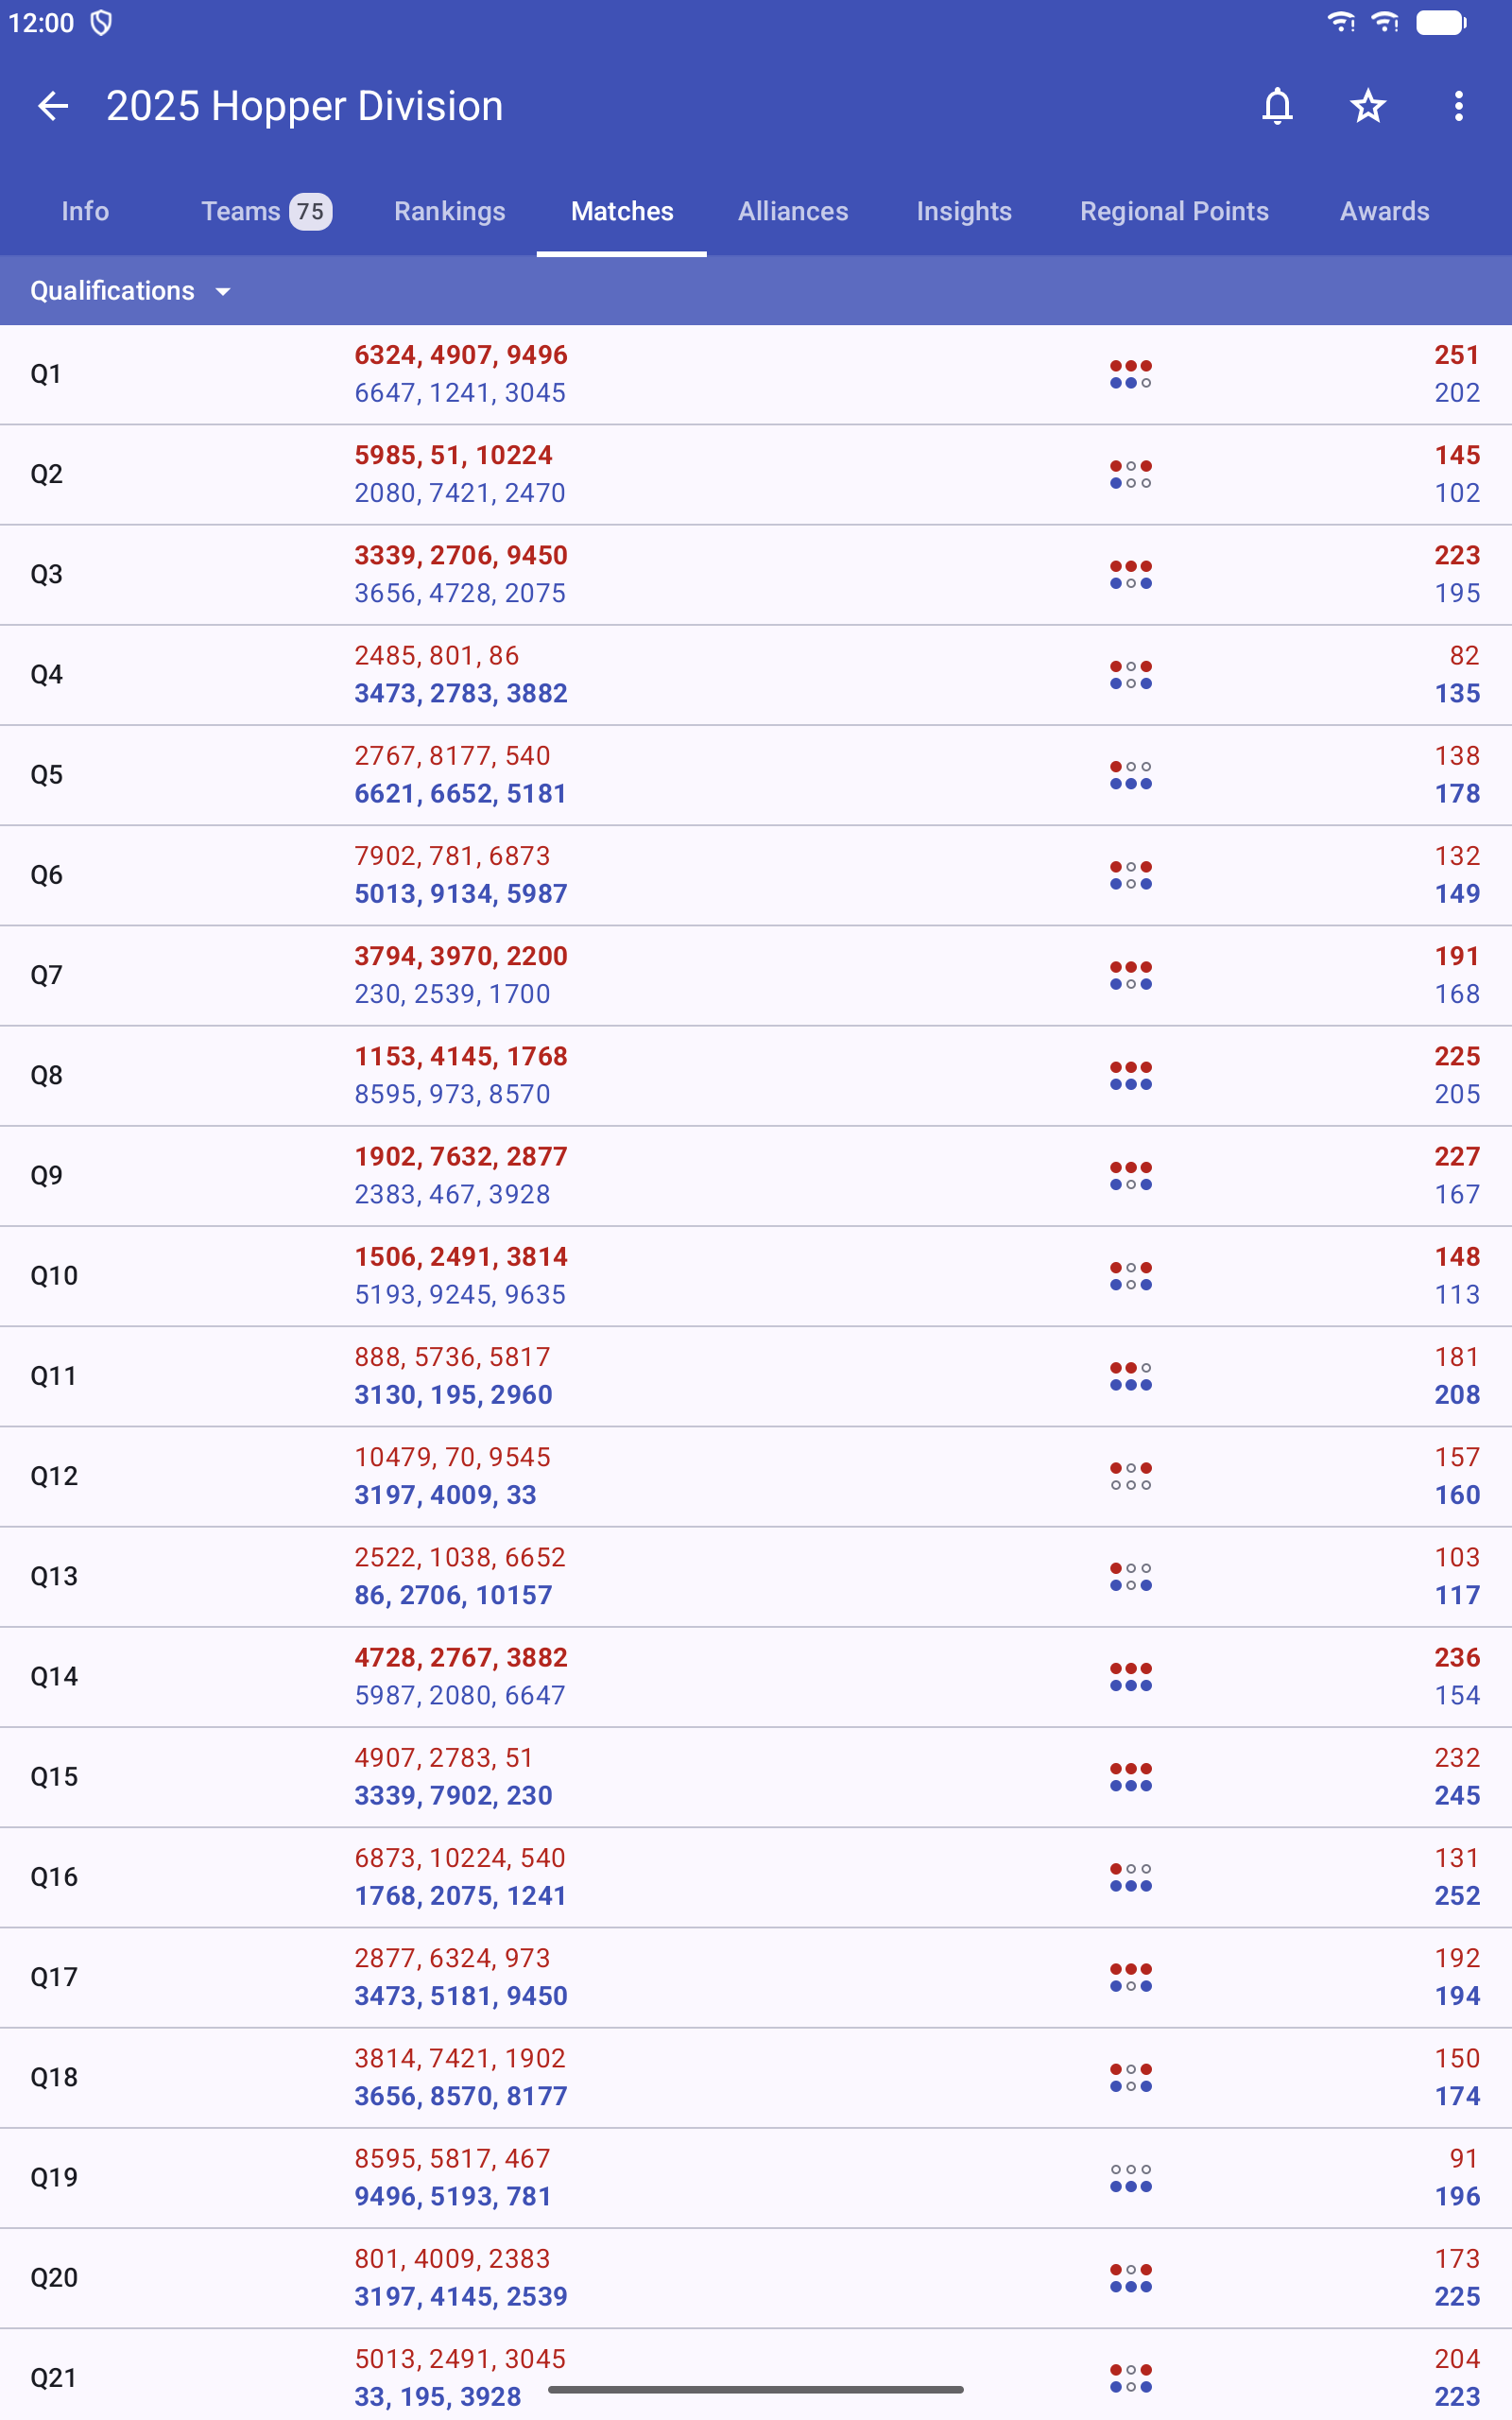 12:00
2025 Hopper Division
Info Teams 75 Rankings Matches Alliances Insights Regional Points Awards
Qualifications
Q1
6324, 4907, 9496
6647, 1241, 3045
251
202
Q2
5985, 51, 10224
2080, 7421, 2470
145
102
Q3
3339, 2706, 9450
3656, 4728, 2075
223
195
Q4
2485, 801, 86
3473, 2783, 3882
82
135
Q5
2767, 8177, 540
6621, 6652, 5181
138
178
Q6
7902, 781, 6873
5013, 9134, 5987
132
149
Q7
3794, 3970, 2200
230, 2539, 1700
191
168
Q8
1153, 4145, 1768
8595, 973, 8570
225
205
Q9
1902, 7632, 2877
2383, 467, 3928
227
167
Q10
1506, 2491, 3814
5193, 9245, 9635
148
113
Q11
888, 5736, 5817
3130, 195, 2960
181
208
Q12
10479, 70, 9545
3197, 4009, 33
157
160
Q13
2522, 1038, 6652
86, 2706, 10157
103
117
Q14
4728, 2767, 3882
5987, 2080, 6647
236
154
Q15
4907, 2783, 51
3339, 7902, 230
232
245
Q16
6873, 10224, 540
1768, 2075, 1241
131
252
Q17
2877, 6324, 973
3473, 5181, 9450
192
194
Q18
3814, 7421, 1902
3656, 8570, 8177
150
174
Q19
8595, 5817, 467
9496, 5193, 781
91
196
Q20
801, 4009, 2383
3197, 4145, 2539
173
225
Q21
5013, 2491, 3045
33, 195, 3928
204
223